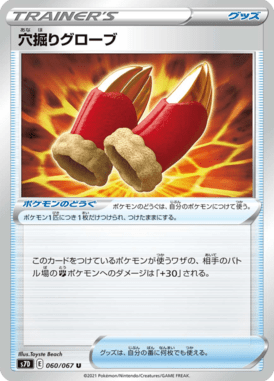 TRAINER'S
グッズ
あなほ
穴掘りグローブ
ポケモンのどうぐ
ポケモンのどうぐは、自分のポケモンにつけて使う。
ポケモン1匹につき1枚だけつけられ、つけたままにする。
このカードをつけているポケモンが使うワザの、相手のバトル場のポケモンへのダメージは「+30」される。
Illus. Toyste Beach
S7D E 060/067 U
グッズは、自分の番に何枚でも使える。
©2021 Pokémon/Nintendo/Creatures/GAME FREAK.